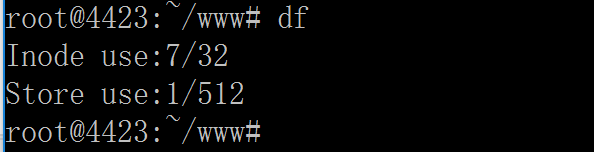 root@4423:~/www# df
Inode use:7/32
Store use:1/512
root@4423:~/www#